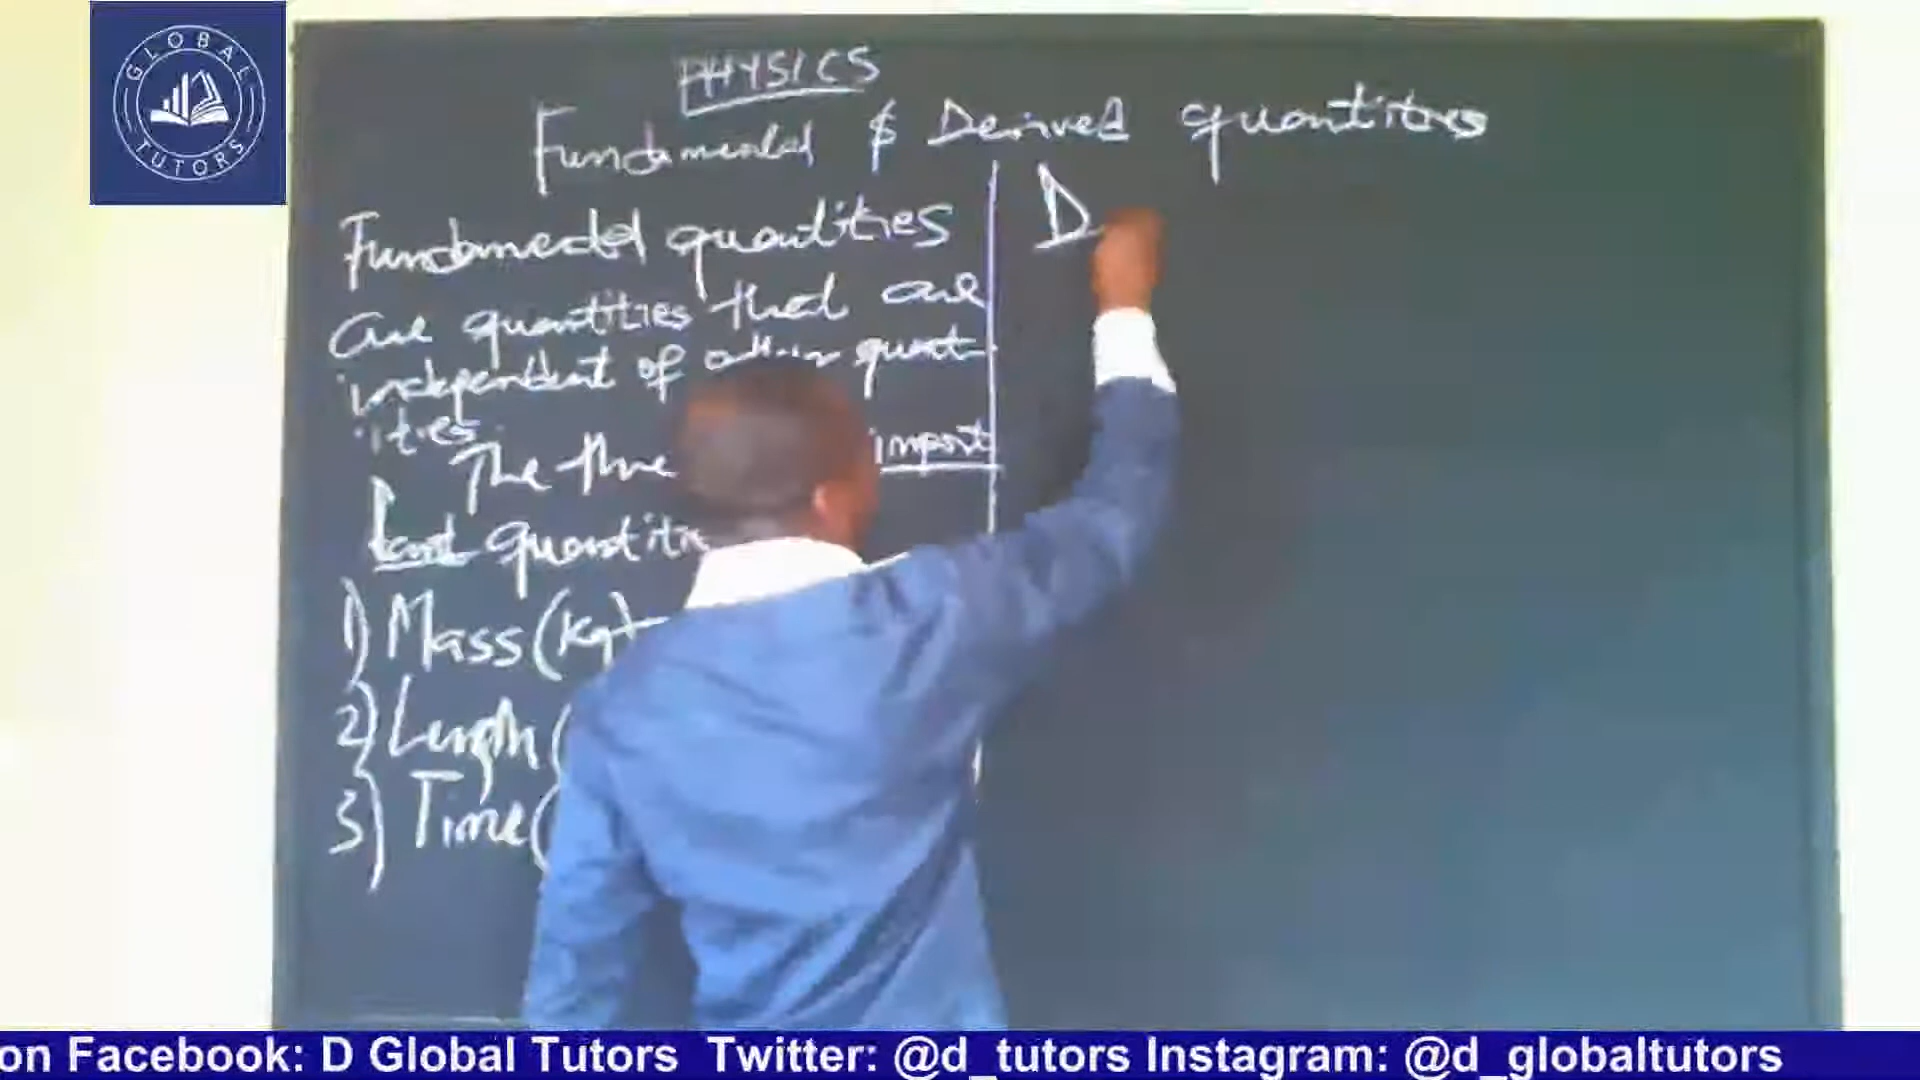 GLOBAL
TUTORS
PHYSICS
Fundamental & Derived quantities
Fundamental quantities
are quantities that are
independent of other quant
ities.
The three import
tant quantities
1) Mass (kg)
2) Length (
3) Time (
D
on Facebook: D Global Tutors Twitter: @d_tutors Instagram: @d_globaltutors